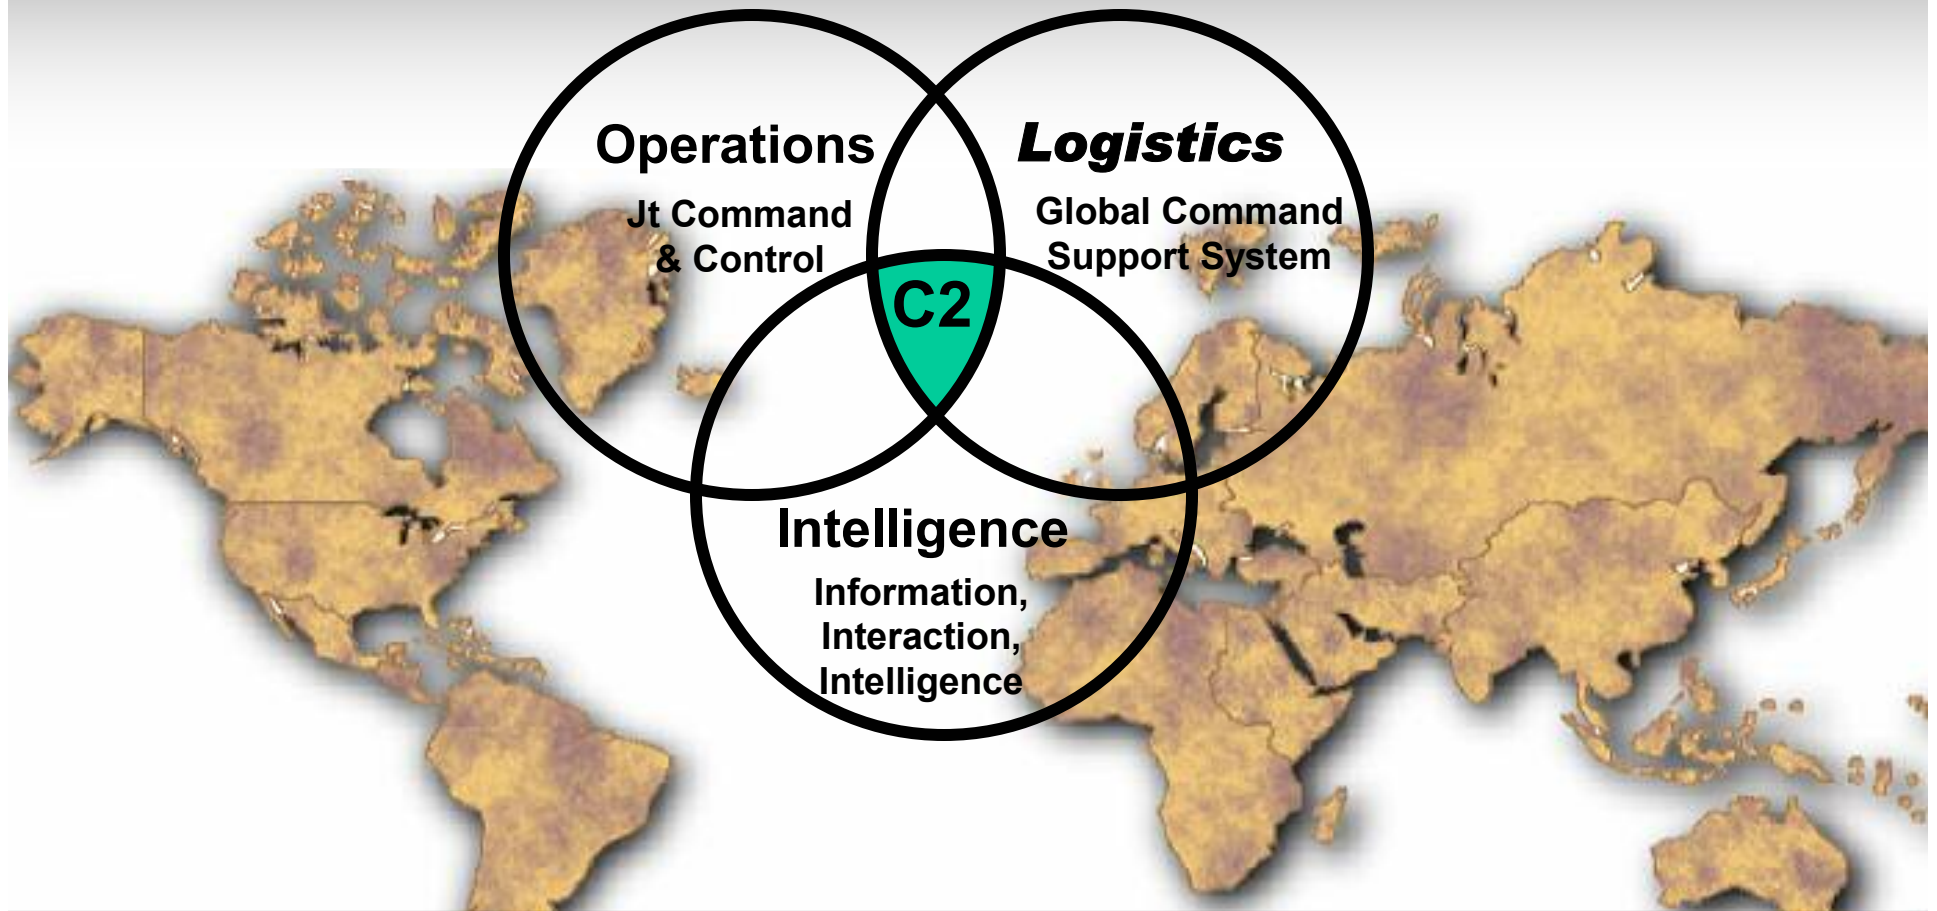 Operations
Jt Command
& Control
Logistics
Global Command
Support System
C2
Intelligence
Information,
Interaction,
Intelligence